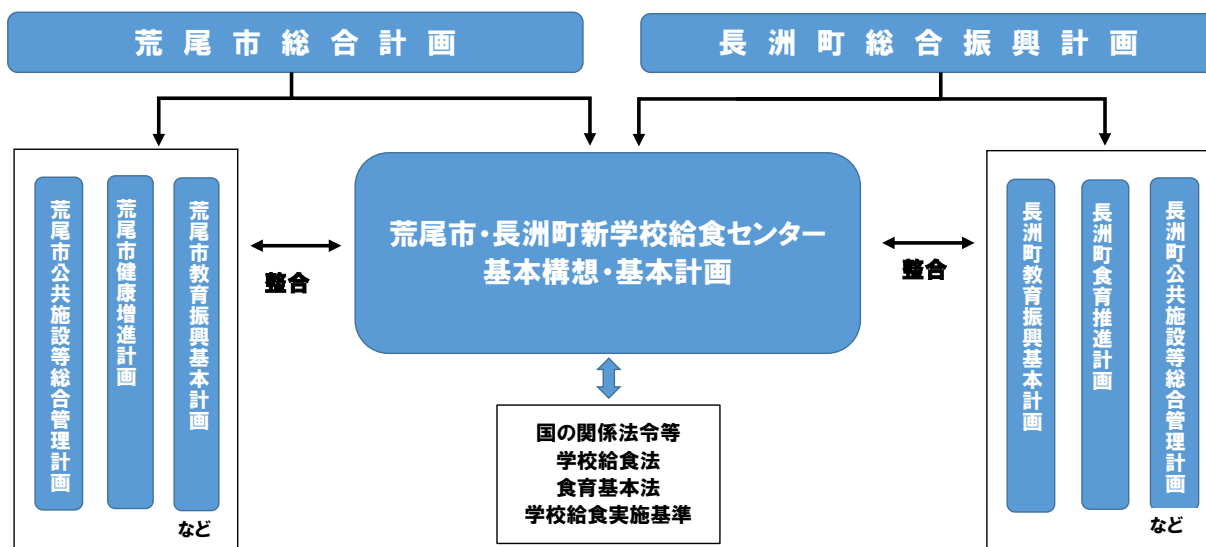 荒尾市総合計画
長洲町総合振興計画
荒尾市公共施設等総合管理計画
荒尾市健康増進計画
荒尾市教育振興基本計画
など
整合
荒尾市・長洲町新学校給食センター
基本構想・基本計画
整合
長洲町教育振興基本計画
長洲町食育推進計画
長洲町公共施設等総合管理計画
など
国の関係法令等
学校給食法
食育基本法
学校給食実施基準